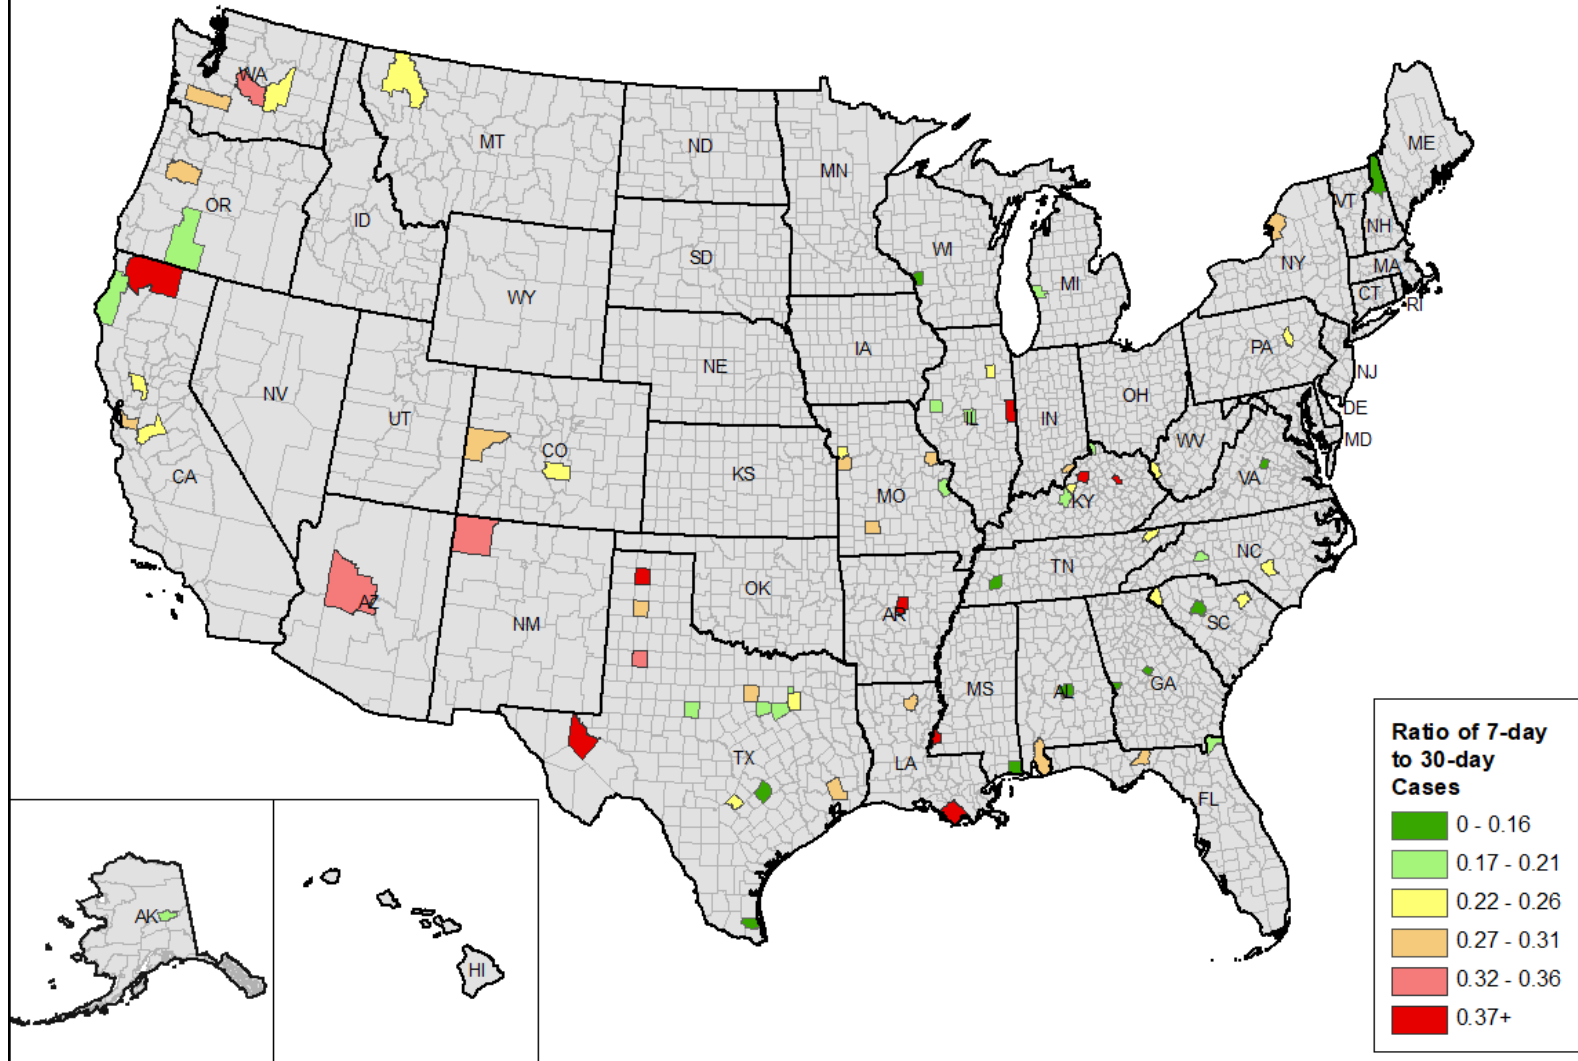 WA
MT
ND
MN
ME
OR
ID
SD
WI
MI
VT
NH
NY
MA
CT
RI
WY
IA
NE
PA
NJ
NV
UT
CO
IL
IN
OH
DE
MD
WV
CA
KS
MO
KY
VA
AZ
NM
OK
AR
TN
NC
SC
MS
AL
GA
TX
LA
FL
AK
HI
Ratio of 7-day
to 30-day
Cases
0 - 0.16
0.17 - 0.21
0.22 - 0.26
0.27 - 0.31
0.32 - 0.36
0.37+